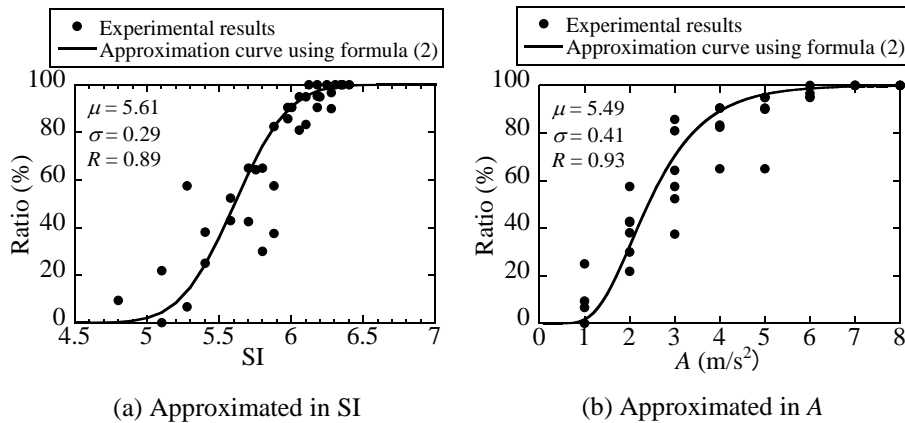 Experimental results
Approximation curve using formula (2)
100
80
60
40
20
0
Ratio (%)
μ = 5.61
σ = 0.29
R = 0.89
4.5 5 5.5 6 6.5 7
SI
(a) Approximated in SI
Experimental results
Approximation curve using formula (2)
100
80
60
40
20
0
Ratio (%)
μ = 5.49
σ = 0.41
R = 0.93
0 1 2 3 4 5 6 7 8
A (m/s²)
(b) Approximated in A